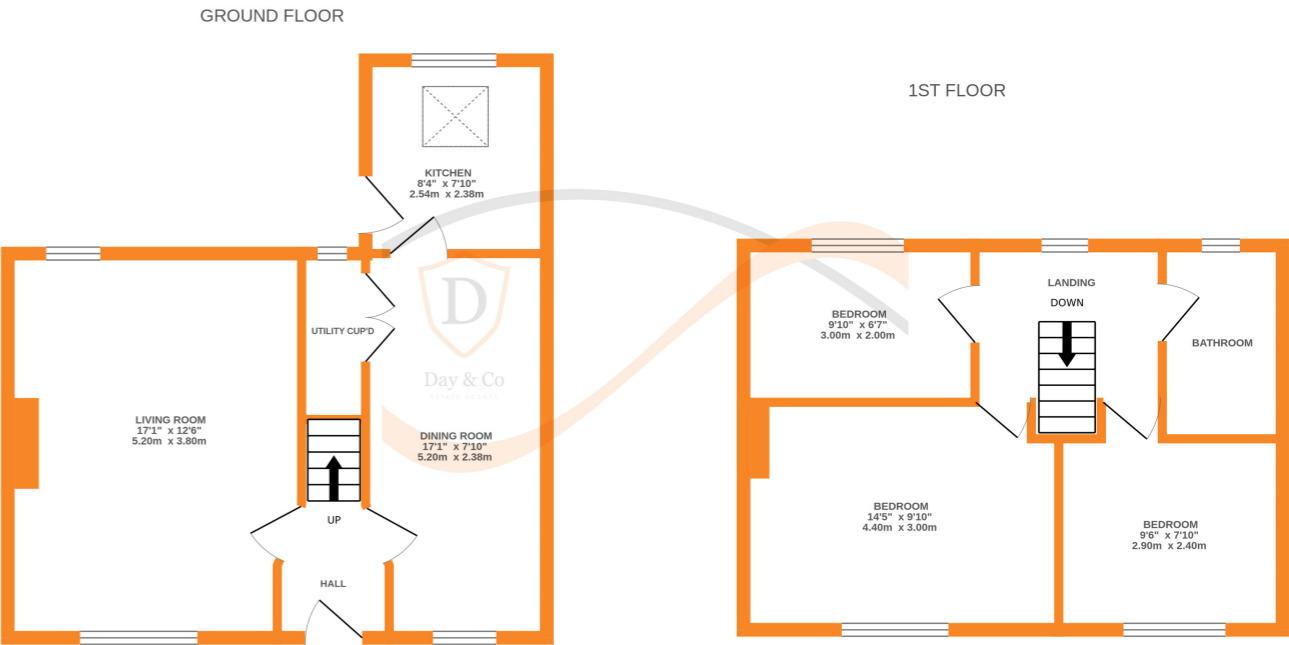 GROUND FLOOR
KITCHEN
8'4" x 7'10"
2.54m x 2.38m
UTILITY CUP'D
LIVING ROOM
17'1" x 12'6"
5.20m x 3.80m
DINING ROOM
17'1" x 7'10"
5.20m x 2.38m
UP
HALL
D
Day & Co
ESTATE AGENTS
1ST FLOOR
LANDING
DOWN
BEDROOM
9'10" x 6'7"
3.00m x 2.00m
BATHROOM
BEDROOM
14'5" x 9'10"
4.40m x 3.00m
BEDROOM
9'6" x 7'10"
2.90m x 2.40m